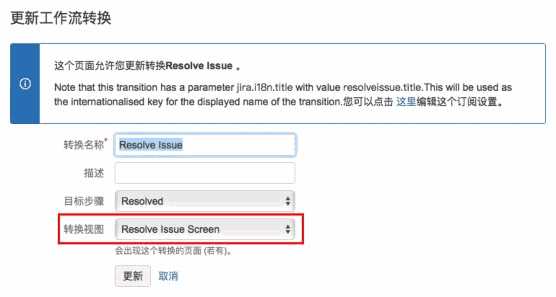 更新工作流转换
这个页面允许您更新转换Resolve Issue 。
Note that this transition has a parameter jira.i18n.title with value resolveissue.title.This will be used as
the internationalised key for the displayed name of the transition.您可以点击 这里编辑这个订阅设置。
转换名称* Resolve Issue
描述
目标步骤 Resolved
转换视图 Resolve Issue Screen
会出现这个转换的页面 (若有)。
更新 取消